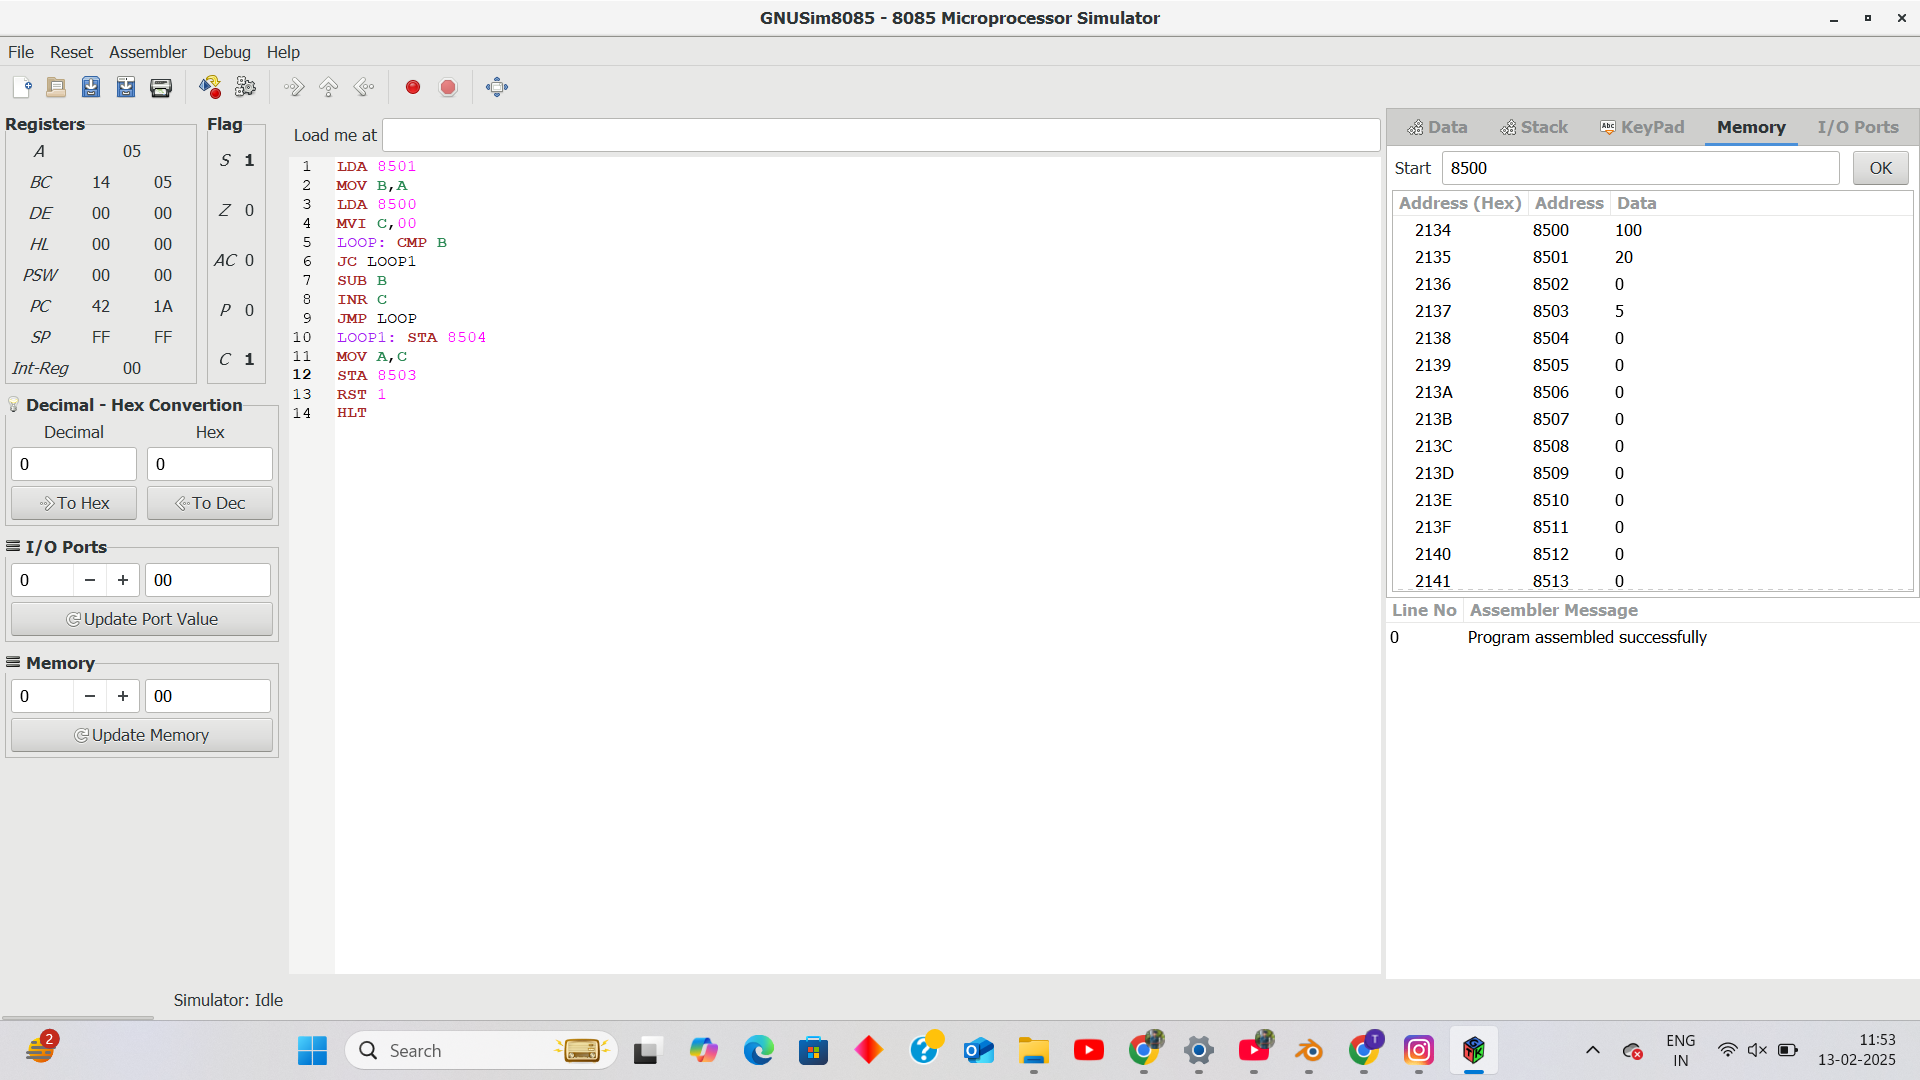 GNUSim8085 - 8085 Microprocessor Simulator
File Reset Assembler Debug Help
Registers
A 05
BC 14 05
DE 00 00
HL 00 00
PSW 00 00
PC 42 1A
SP FF FF
Int-Reg 00
Flag
S 1
Z 0
AC 0
P 0
C 1
Decimal - Hex Convertion
Decimal Hex
0 0
To Hex To Dec
I/O Ports
0 − + 00
Update Port Value
Memory
0 − + 00
Update Memory
Load me at
1 LDA 8501
2 MOV B,A
3 LDA 8500
4 MVI C,00
5 LOOP: CMP B
6 JC LOOP1
7 SUB B
8 INR C
9 JMP LOOP
10 LOOP1: STA 8504
11 MOV A,C
12 STA 8503
13 RST 1
14 HLT
Data Stack Abc KeyPad Memory I/O Ports
Start 8500 OK
Address (Hex) Address Data
2134 8500 100
2135 8501 20
2136 8502 0
2137 8503 5
2138 8504 0
2139 8505 0
213A 8506 0
213B 8507 0
213C 8508 0
213D 8509 0
213E 8510 0
213F 8511 0
2140 8512 0
2141 8513 0
Line No Assembler Message
0 Program assembled successfully
Simulator: Idle
2
Search
T
ENG
IN
11:53
13-02-2025